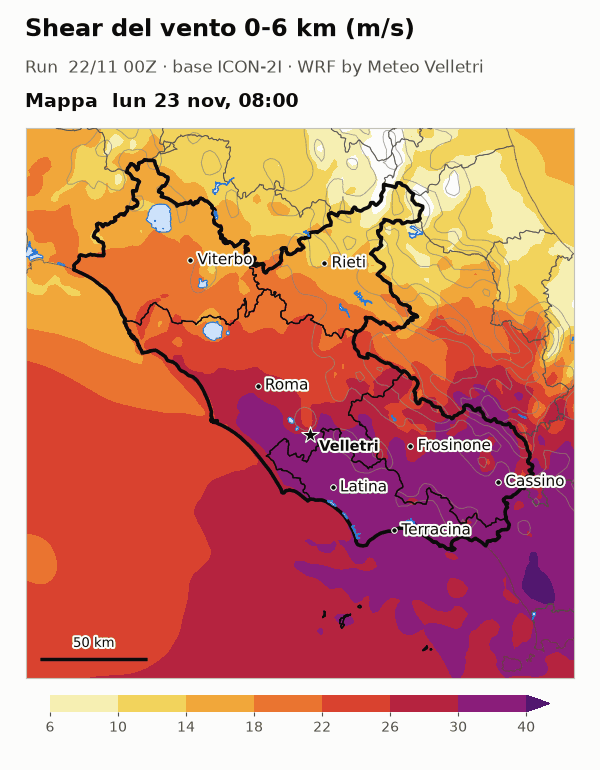 Shear del vento 0-6 km (m/s)
Run  22/11 00Z · base ICON-2I · WRF by Meteo Velletri
Mappa  lun 23 nov, 08:00
Viterbo
Rieti
Roma
Velletri
Frosinone
Latina
Cassino
Terracina
50 km
6 10 14 18 22 26 30 40